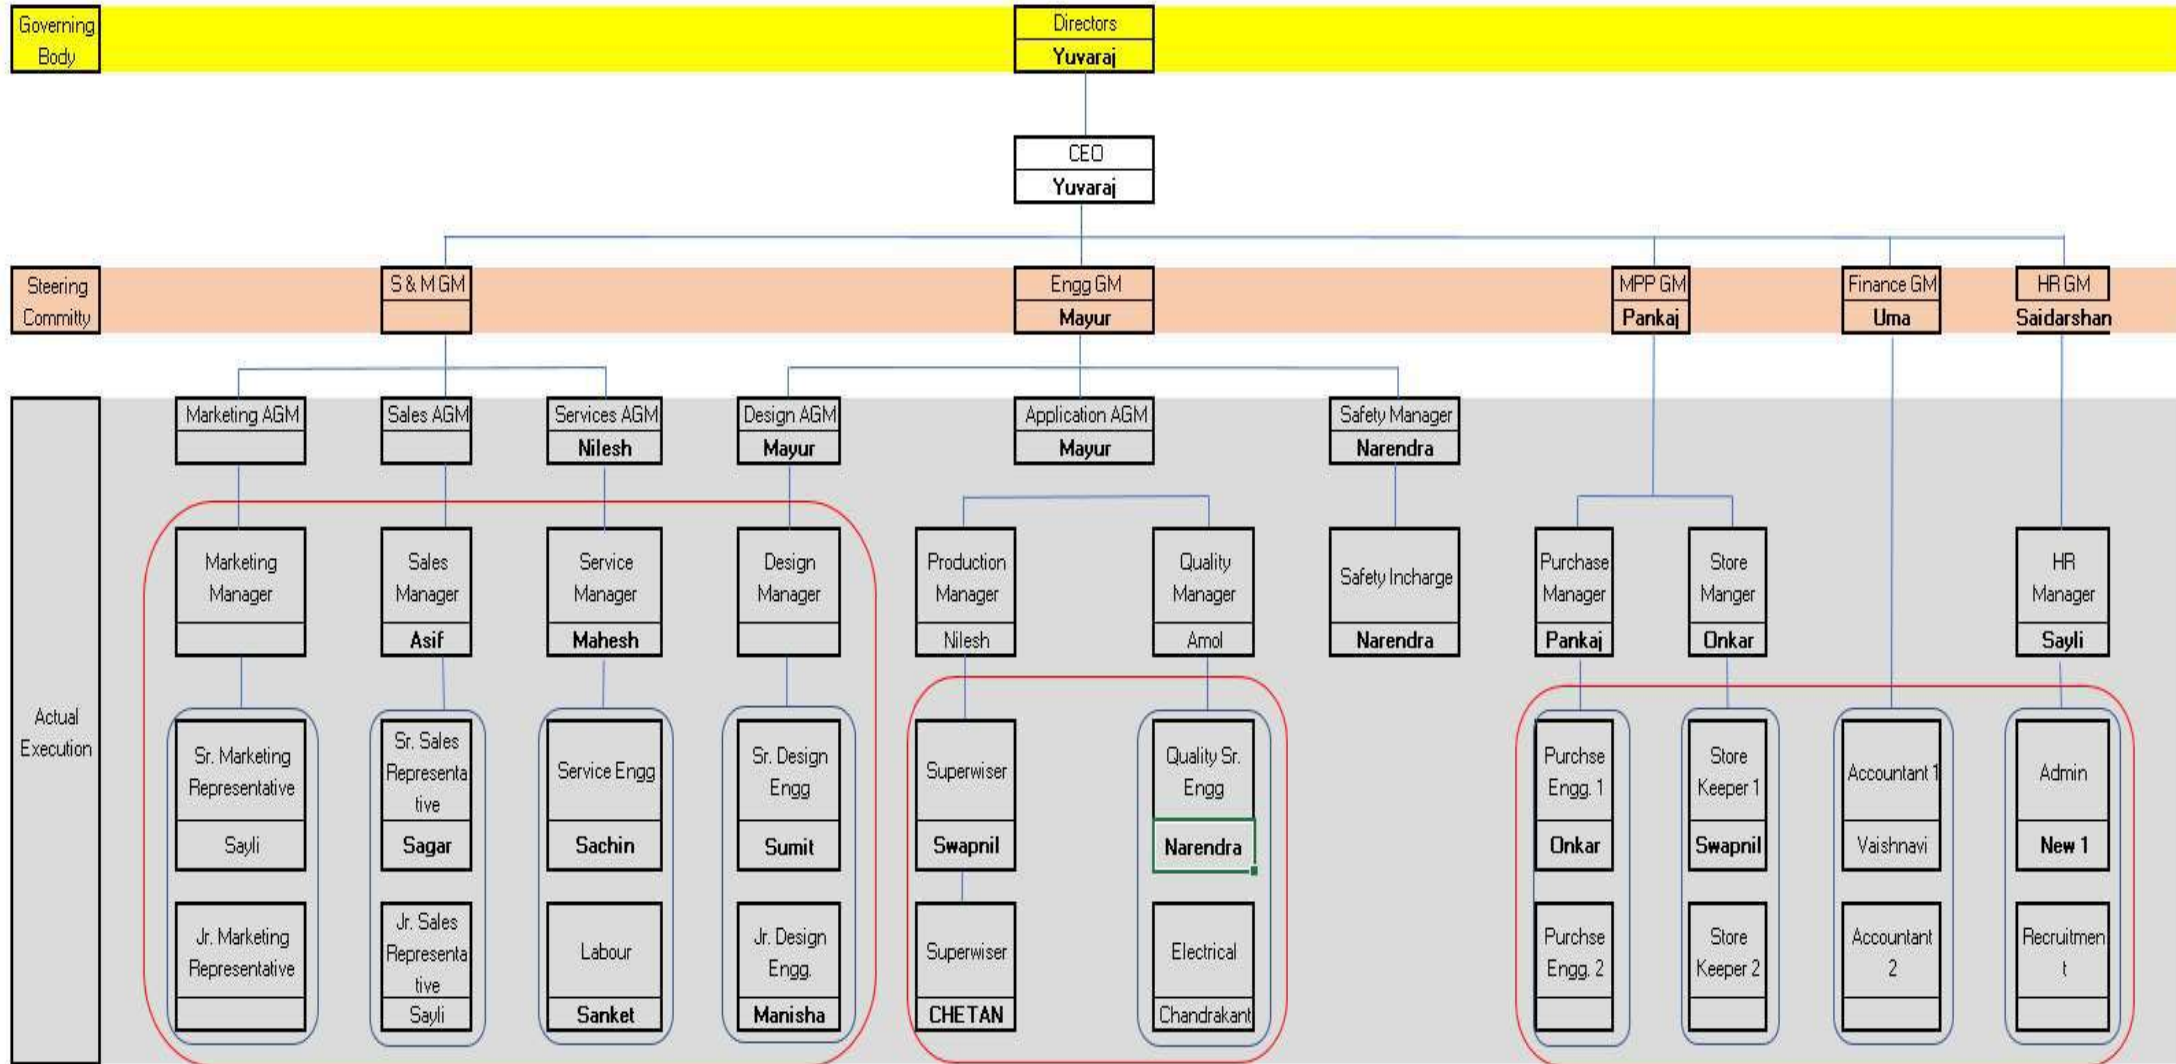 Governing
Body
Directors
Yuvaraj
CEO
Yuvaraj
Steering
Committy
S & M GM
Engg GM
Mayur
MPP GM
Pankaj
Finance GM
Uma
HR GM
Saidarshan
Actual
Execution
Marketing AGM
Sales AGM
Services AGM
Nilesh
Design AGM
Mayur
Application AGM
Mayur
Safety Manager
Narendra
Marketing
Manager
Sales
Manager
Asif
Service
Manager
Mahesh
Design
Manager
Production
Manager
Nilesh
Quality
Manager
Amol
Safety Incharge
Narendra
Purchase
Manager
Pankaj
Store
Manger
Onkar
HR
Manager
Sayli
Sr. Marketing
Representative
Sayli
Sr. Sales
Representa
tive
Sagar
Service Engg
Sachin
Sr. Design
Engg
Sumit
Superwiser
Swapnil
Quality Sr.
Engg
Narendra
Purchse
Engg. 1
Onkar
Store
Keeper 1
Swapnil
Accountant 1
Vaishnavi
Admin
New 1
Jr. Marketing
Representative
Jr. Sales
Representa
tive
Sayli
Labour
Sanket
Jr. Design
Engg.
Manisha
Superwiser
CHETAN
Electrical
Chandrakant
Purchse
Engg. 2
Store
Keeper 2
Accountant
2
Recruitmen
t